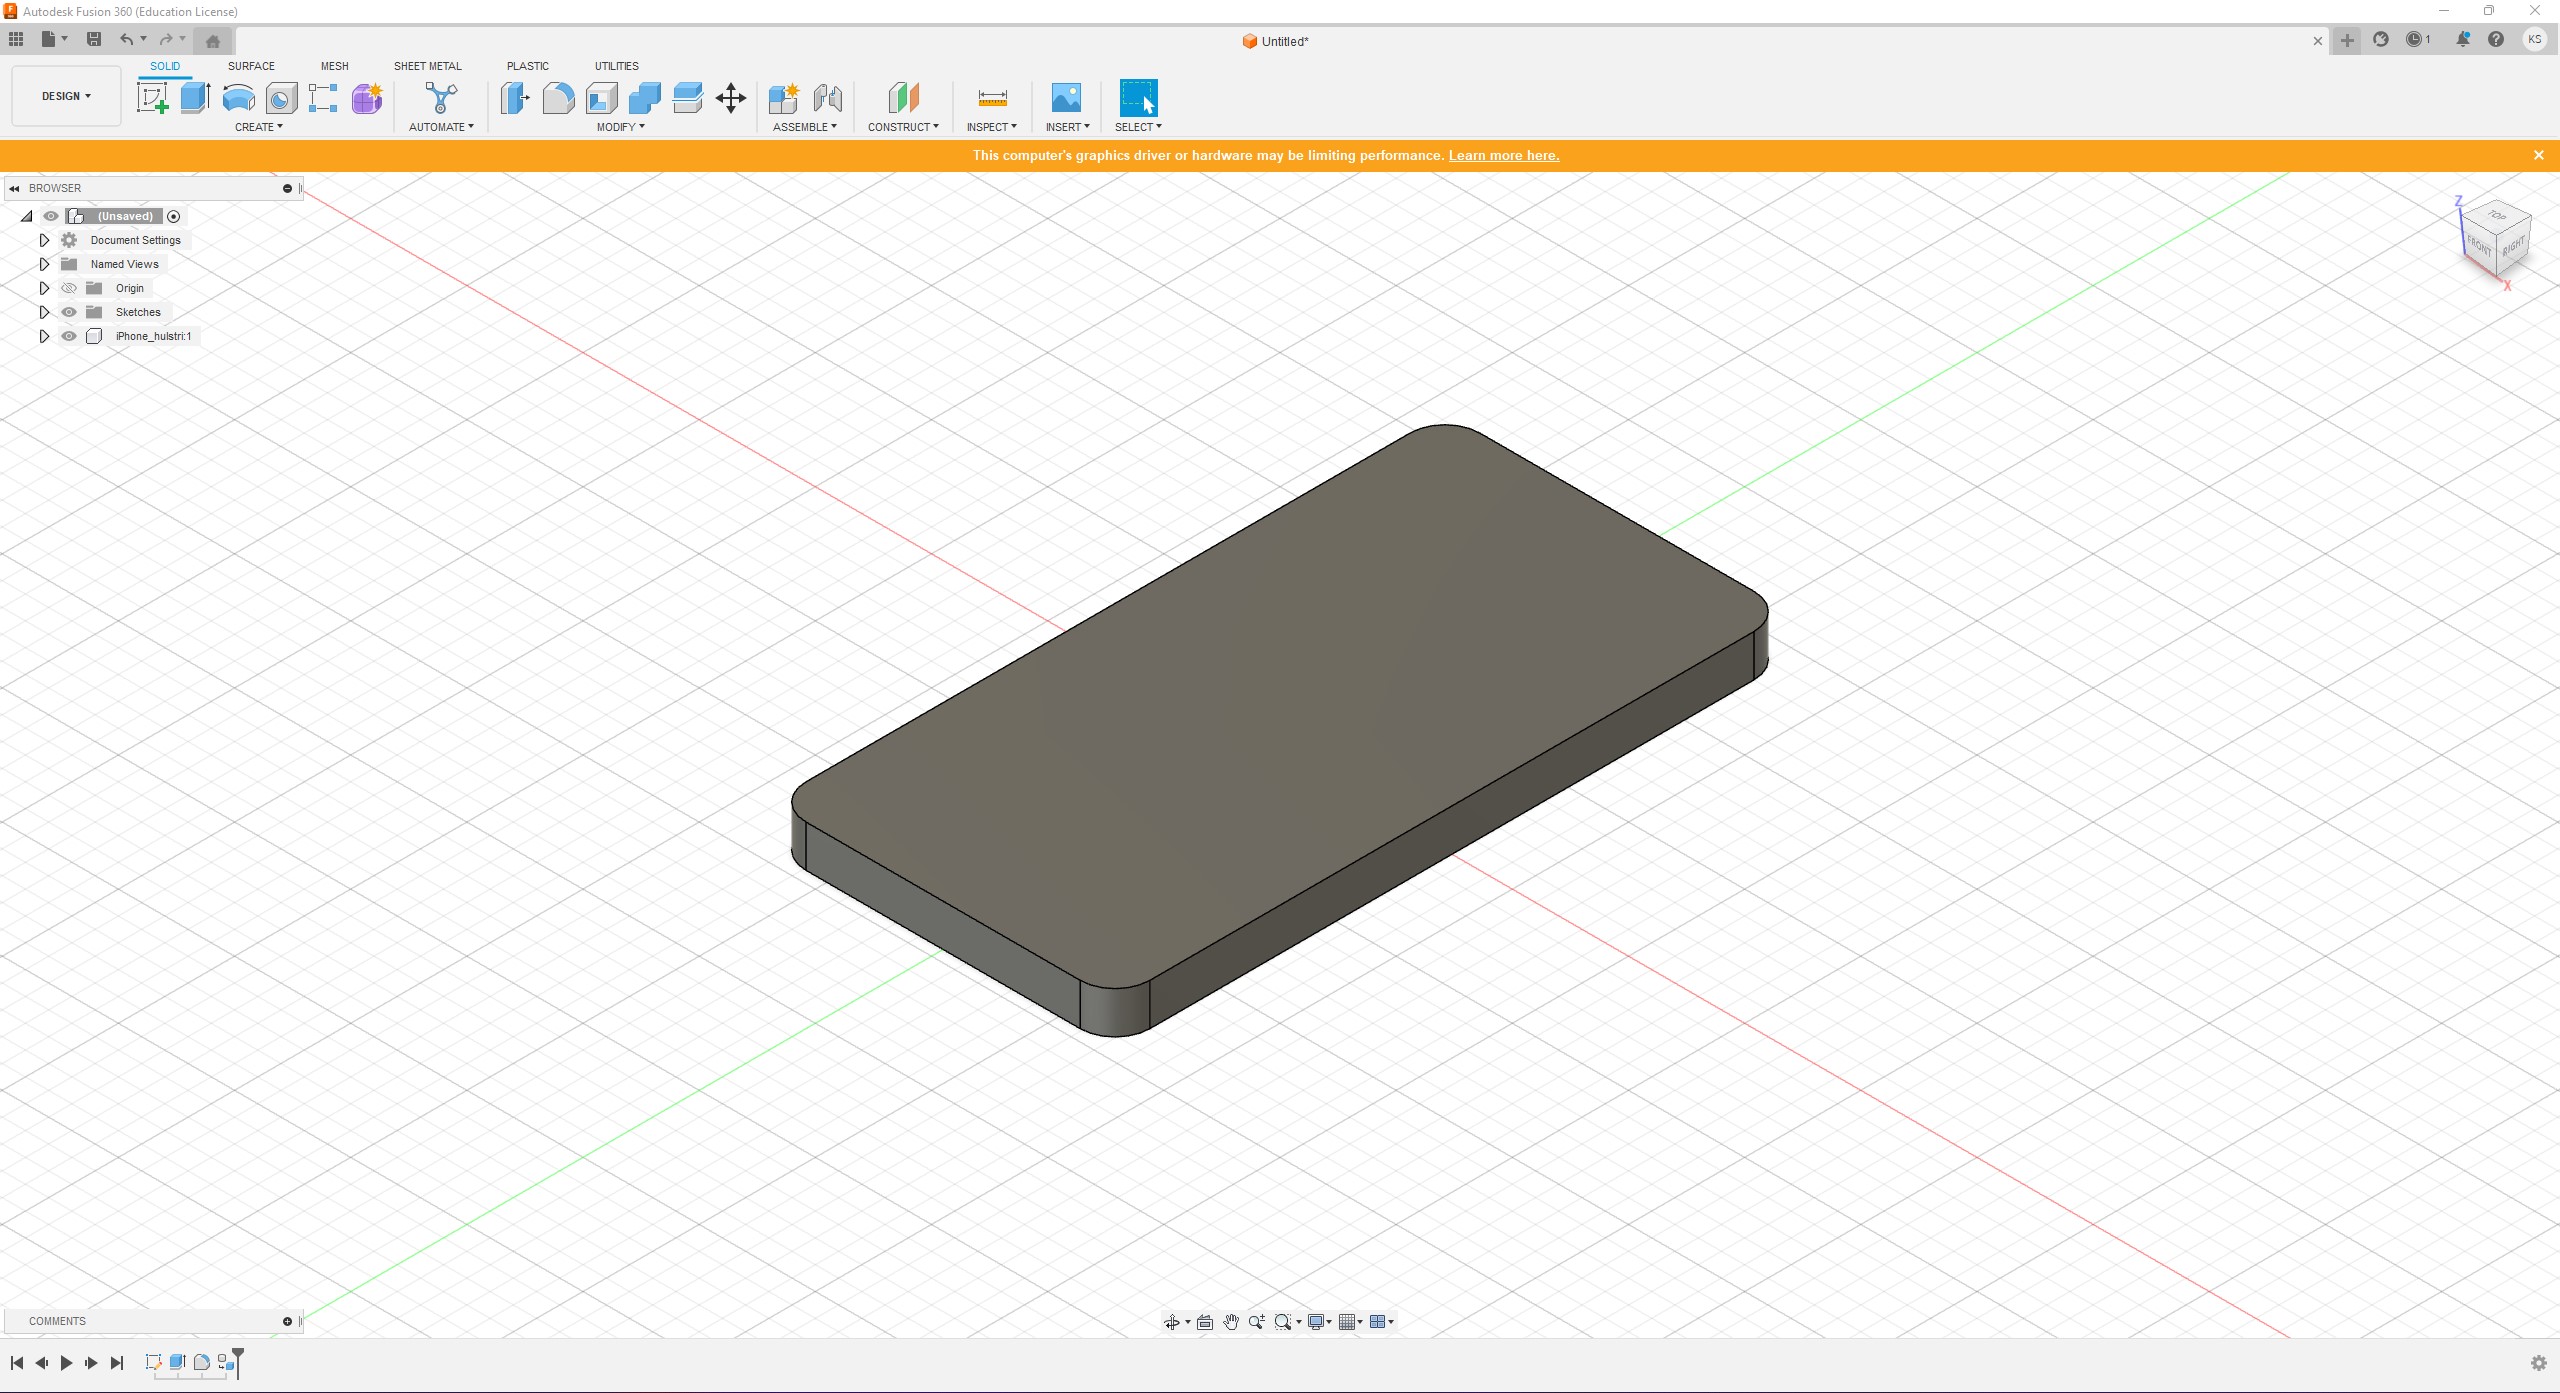 Autodesk Fusion 360 (Education License)
Untitled*
1
KS
SOLID SURFACE MESH SHEET METAL PLASTIC UTILITIES
DESIGN
CREATE AUTOMATE MODIFY ASSEMBLE CONSTRUCT INSPECT INSERT SELECT
This computer's graphics driver or hardware may be limiting performance. Learn more here.
BROWSER
(Unsaved)
Document Settings
Named Views
Origin
Sketches
iPhone_hulstri:1
Z
TOP
FRONT RIGHT
X
COMMENTS